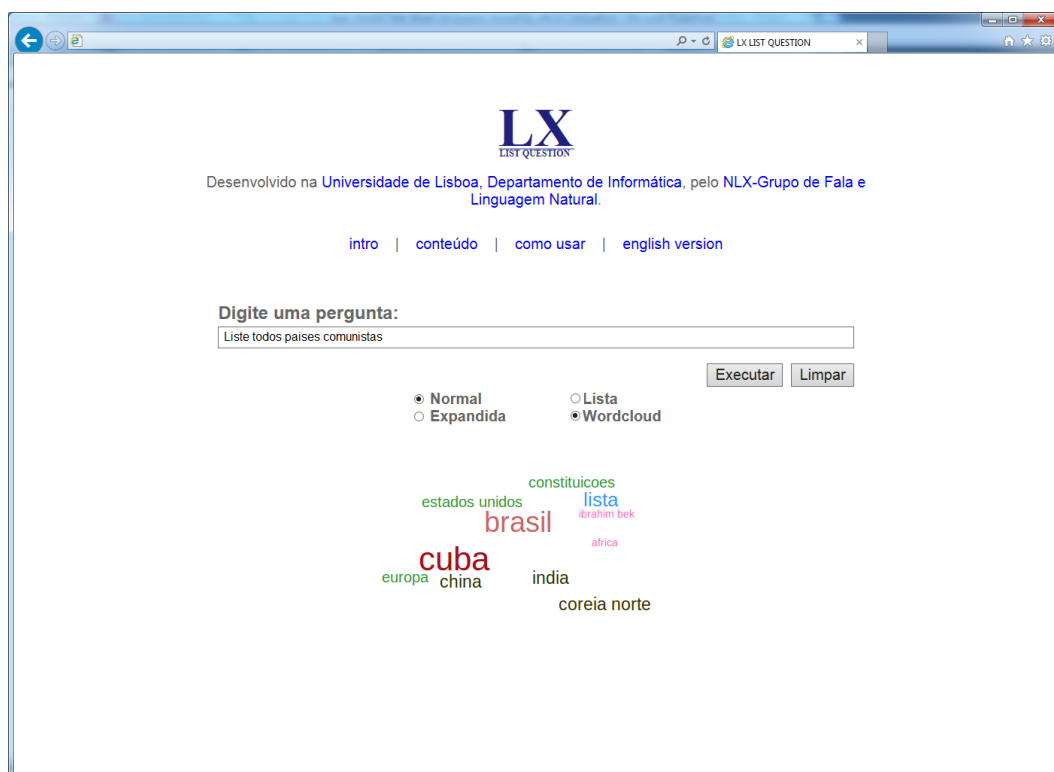 LX LIST QUESTION
LX
LIST QUESTION
Desenvolvido na Universidade de Lisboa, Departamento de Informática, pelo NLX-Grupo de Fala e
Linguagem Natural.
intro | conteúdo | como usar | english version
Digite uma pergunta:
Liste todos paises comunistas
Executar Limpar
Normal Lista
Expandida Wordcloud
constituicoes
estados unidos lista
brasil ibrahim bek
africa
cuba
europa china india
coreia norte